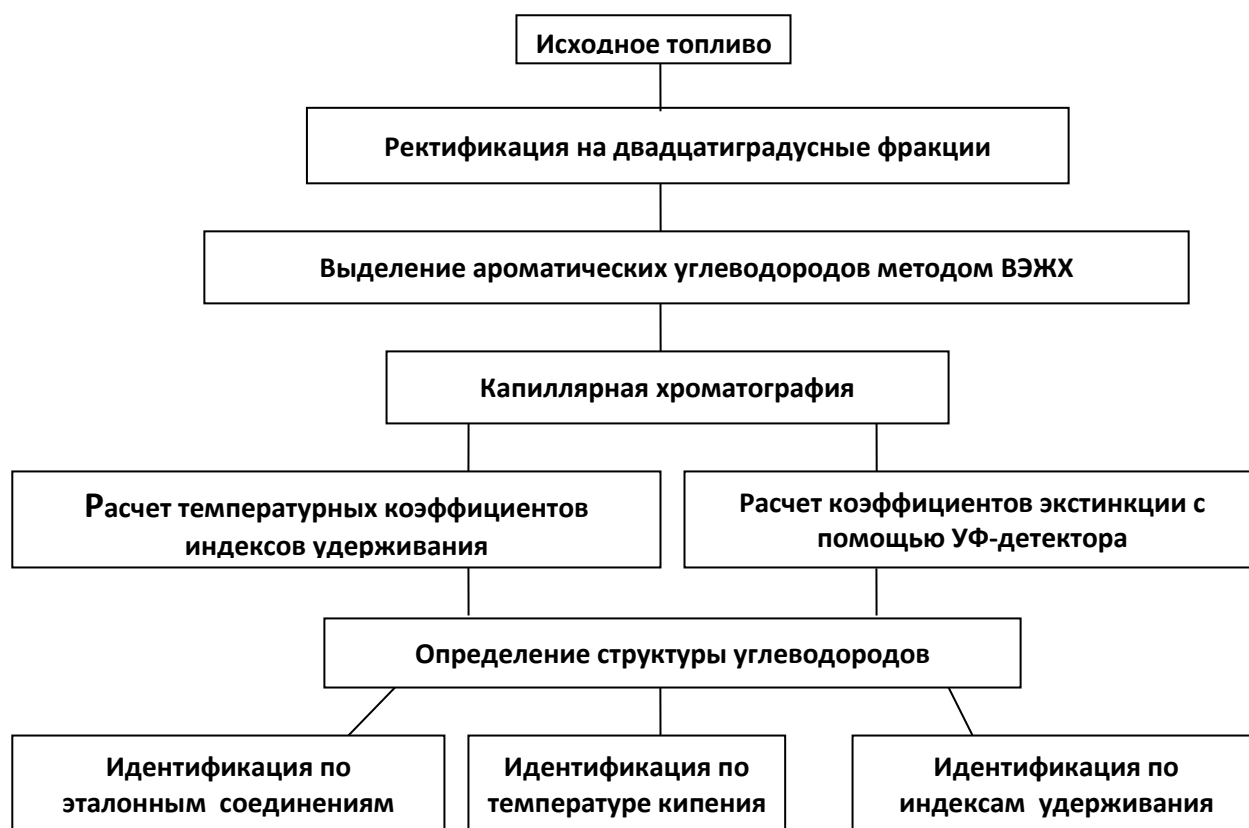 Исходное топливо
Ректификация на двадцатиградусные фракции
Выделение ароматических углеводородов методом ВЭЖХ
Капиллярная хроматография
Расчет температурных коэффициентов
индексов удерживания
Расчет коэффициентов экстинкции с
помощью УФ-детектора
Определение структуры углеводородов
Идентификация по
эталонным соединениям
Идентификация по
температуре кипения
Идентификация по
индексам удерживания